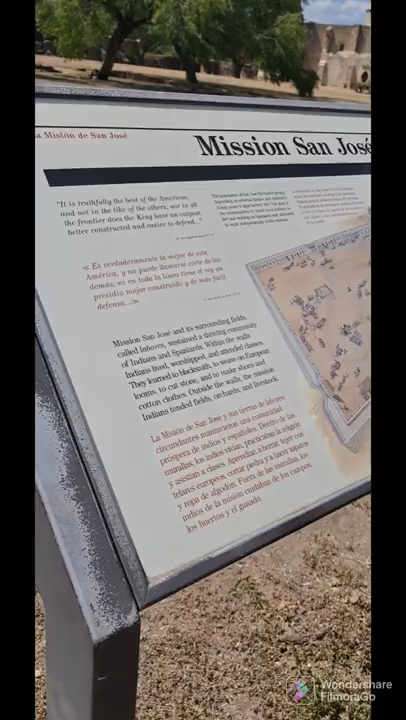 La Misión de San José
Mission San José
"It is truthfully the best of the Americas,
and not in the like of the others; nor in all
the frontier does the King have an outpost
better constructed and easier to defend..."
« Es verdaderamente la mejor de esta
América, y no puede llamarse corte de las
demás; ni en toda la línea tiene el rey un
presidio mejor construido y de más fácil
defensa...»
Mission San José and its surrounding fields,
called labores, sustained a thriving community
of Indians and Spaniards. Within the walls
Indians lived, worshipped, and attended classes.
They learned to blacksmith, to weave on European
looms, to cut stone, and to make shoes and
cotton clothes. Outside the walls, the mission
Indians tended fields, orchards, and livestock.
La Misión de San José y sus tierras de labores
circundantes mantuvieron una comunidad
próspera de indios y españoles. Dentro de las
murallas, los indios vivían, practicaban la religión
y asistían a clases. Aprendían a herrar, tejer con
telares europeos, cortar piedra y a hacer zapatos
y ropa de algodón. Fuera de las murallas, los
indios de la misión cuidaban de los campos,
los huertos y el ganado.
Wondershare
FilmoraGo